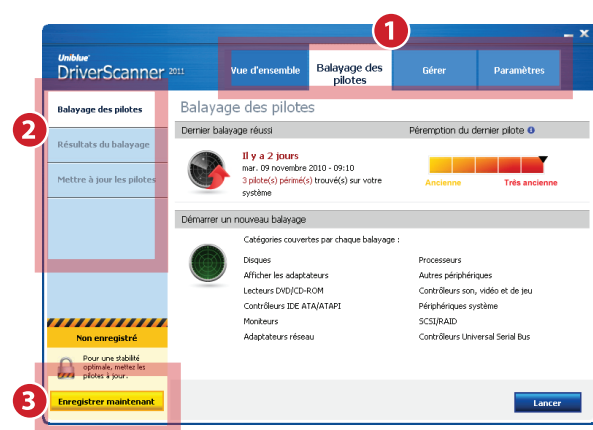 1
Uniblue
DriverScanner 2011
Vue d'ensemble
Balayage des
pilotes
Gérer
Paramètres
2
Balayage des pilotes
Résultats du balayage
Mettre à jour les pilotes
Balayage des pilotes
Dernier balayage réussi
Péremption du dernier pilote
Il y a 2 jours
mar. 09 novembre 2010 - 09:10
3 pilote(s) périmé(s) trouvé(s) sur votre
système
Ancienne
Trés ancienne
Démarrer un nouveau balayage
Catégories couvertes par chaque balayage :
Disques
Processeurs
Afficher les adaptateurs
Autres périphériques
Lecteurs DVD/CD-ROM
Contrôleurs son, vidéo et de jeu
Contrôleurs IDE ATA/ATAPI
Périphériques système
Moniteurs
SCSI/RAID
Adaptateurs réseau
Contrôleurs Universal Serial Bus
Non enregistré
Pour une stabilité
optimale, mettez les
pilotes à jour.
3
Enregistrer maintenant
Lancer